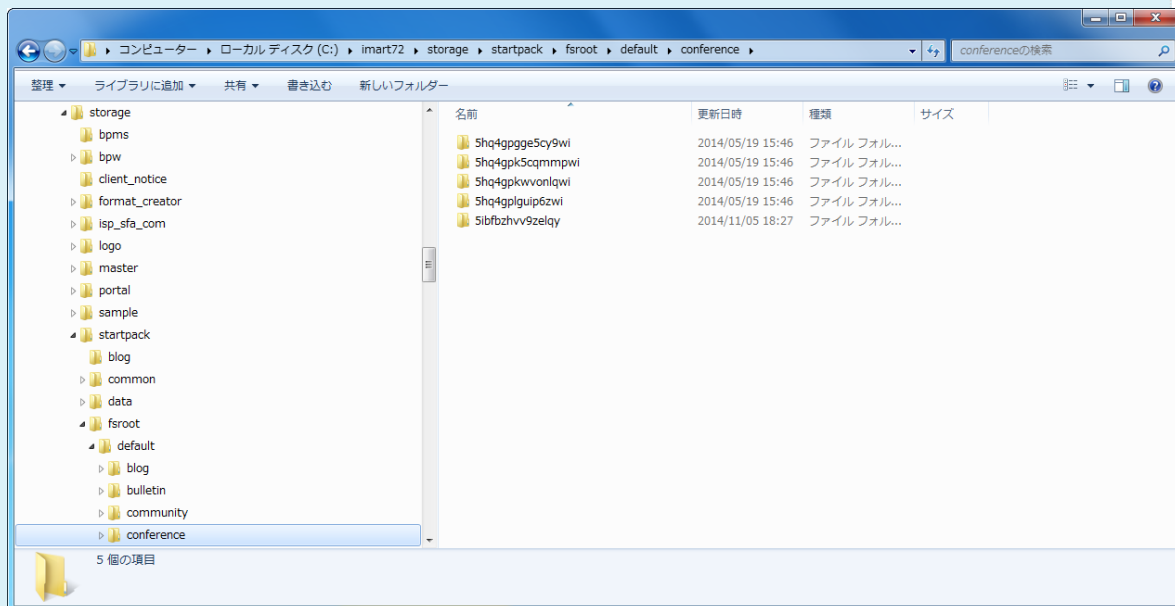 コンピューター ローカル ディスク (C:) imart72 storage startpack fsroot default conference
conferenceの検索
整理 ライブラリに追加 共有 書き込む 新しいフォルダー
storage
bpms
bpw
client_notice
format_creator
isp_sfa_com
logo
master
portal
sample
startpack
blog
common
data
fsroot
default
blog
bulletin
community
conference
名前 更新日時 種類 サイズ
5hq4gpgge5cy9wi 2014/05/19 15:46 ファイル フォル...
5hq4gpk5cqmmpwi 2014/05/19 15:46 ファイル フォル...
5hq4gpkwvonlqwi 2014/05/19 15:46 ファイル フォル...
5hq4gplguip6zwi 2014/05/19 15:46 ファイル フォル...
5ibfbzhvv9zelqy 2014/11/05 18:27 ファイル フォル...
5 個の項目